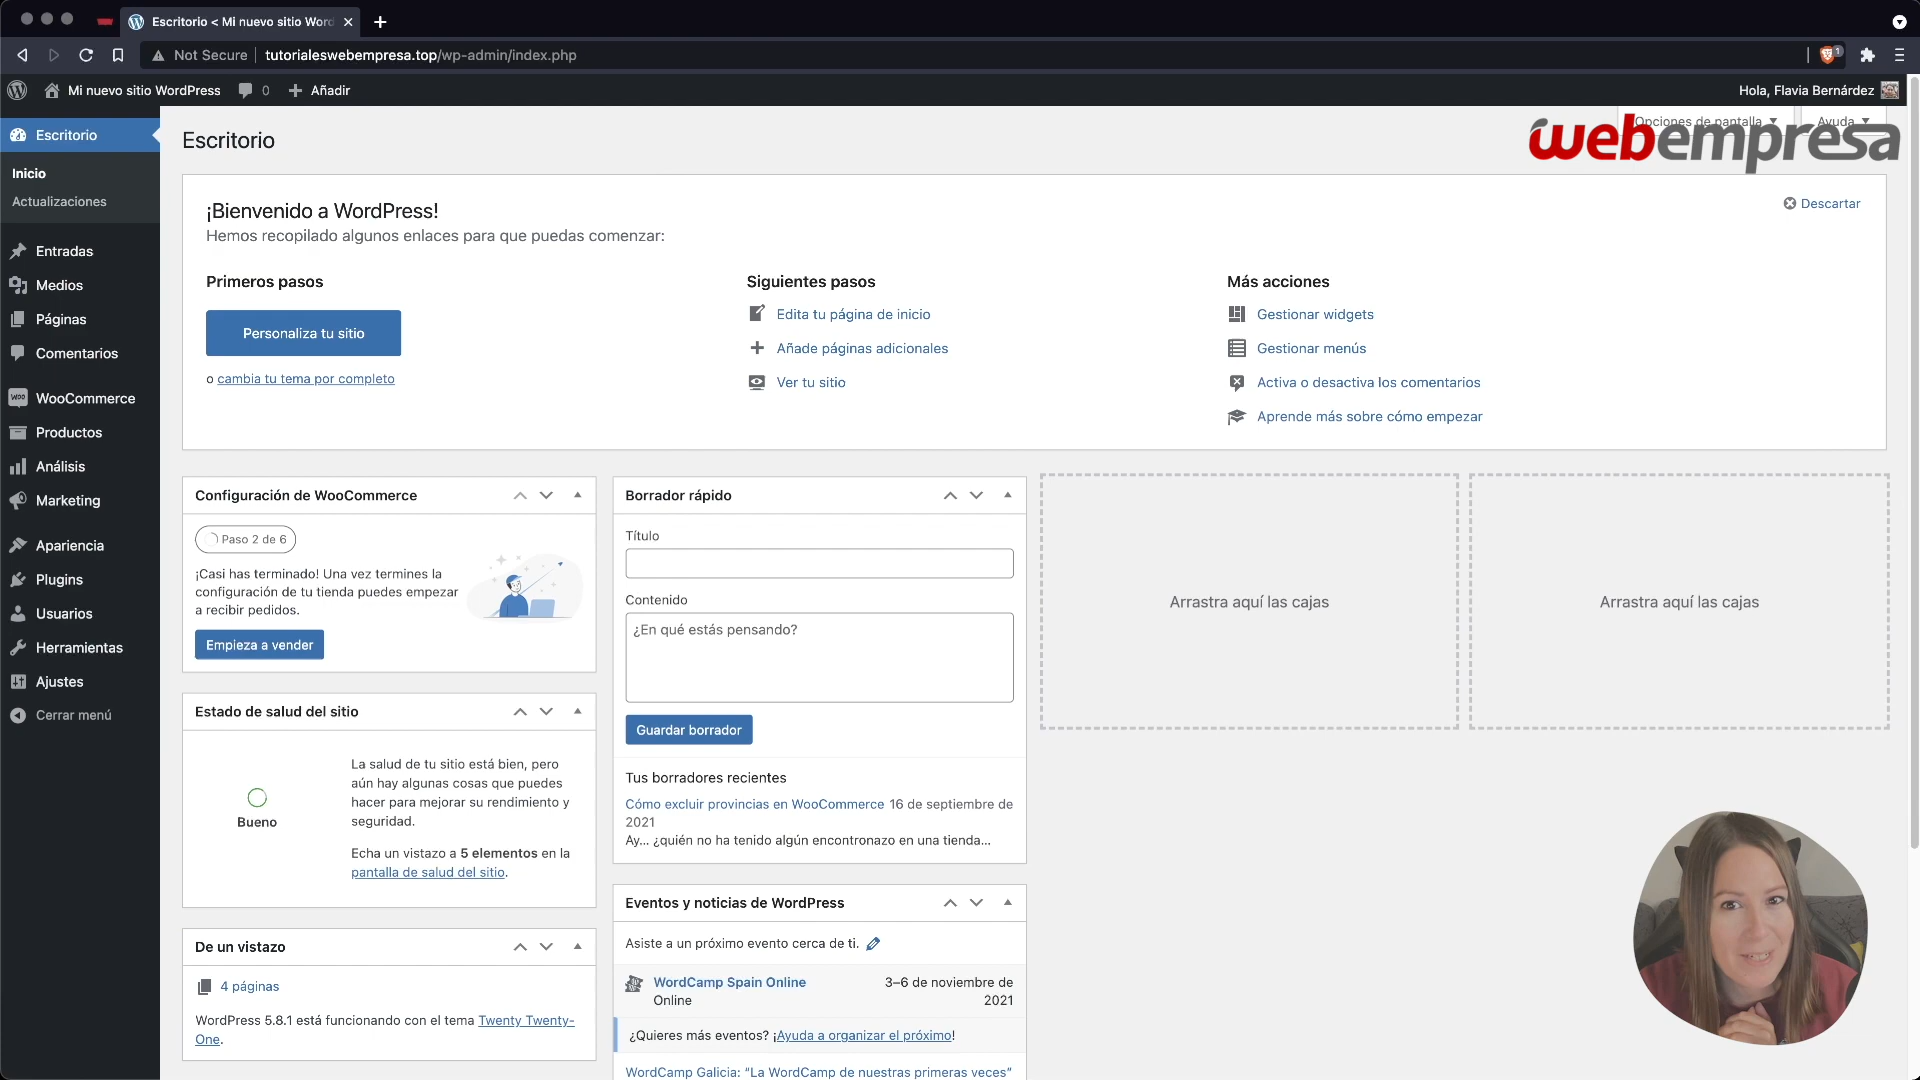 Escritorio < Mi nuevo sitio Word
Not Secure
tutorialeswebempresa.top/wp-admin/index.php
1
Mi nuevo sitio WordPress
0
Añadir
Hola, Flavia Bernárdez
Escritorio
Inicio
Actualizaciones
Entradas
Medios
Páginas
Comentarios
WooCommerce
Productos
Análisis
Marketing
Apariencia
Plugins
Usuarios
Herramientas
Ajustes
Cerrar menú
Escritorio
Opciones de pantalla
Ayuda
webempresa
¡Bienvenido a WordPress!
Hemos recopilado algunos enlaces para que puedas comenzar:
Descartar
Primeros pasos
Personaliza tu sitio
o cambia tu tema por completo
Siguientes pasos
Edita tu página de inicio
Añade páginas adicionales
Ver tu sitio
Más acciones
Gestionar widgets
Gestionar menús
Activa o desactiva los comentarios
Aprende más sobre cómo empezar
Configuración de WooCommerce
Paso 2 de 6
¡Casi has terminado! Una vez termines la
configuración de tu tienda puedes empezar
a recibir pedidos.
Empieza a vender
Estado de salud del sitio
Bueno
La salud de tu sitio está bien, pero
aún hay algunas cosas que puedes
hacer para mejorar su rendimiento y
seguridad.
Echa un vistazo a 5 elementos en la
pantalla de salud del sitio.
De un vistazo
4 páginas
WordPress 5.8.1 está funcionando con el tema Twenty Twenty-
One.
Borrador rápido
Título
Contenido
¿En qué estás pensando?
Guardar borrador
Tus borradores recientes
Cómo excluir provincias en WooCommerce 16 de septiembre de
2021
Ay... ¿quién no ha tenido algún encontronazo en una tienda...
Eventos y noticias de WordPress
Asiste a un próximo evento cerca de ti.
WordCamp Spain Online
Online
3–6 de noviembre de
2021
¿Quieres más eventos? ¡Ayuda a organizar el próximo!
WordCamp Galicia: "La WordCamp de nuestras primeras veces"
Arrastra aquí las cajas
Arrastra aquí las cajas